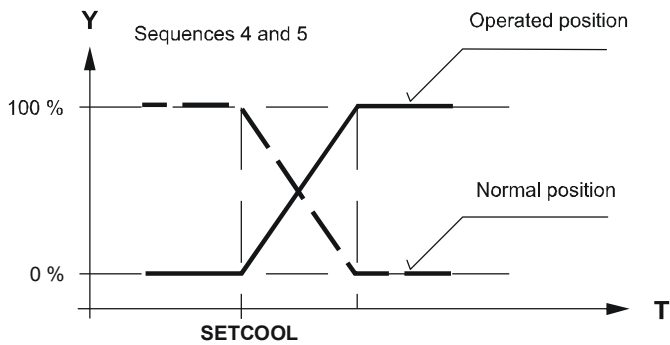 Operated position
Y
Sequences 4 and 5
100 %
Normal position
0 %
T
SETCOOL